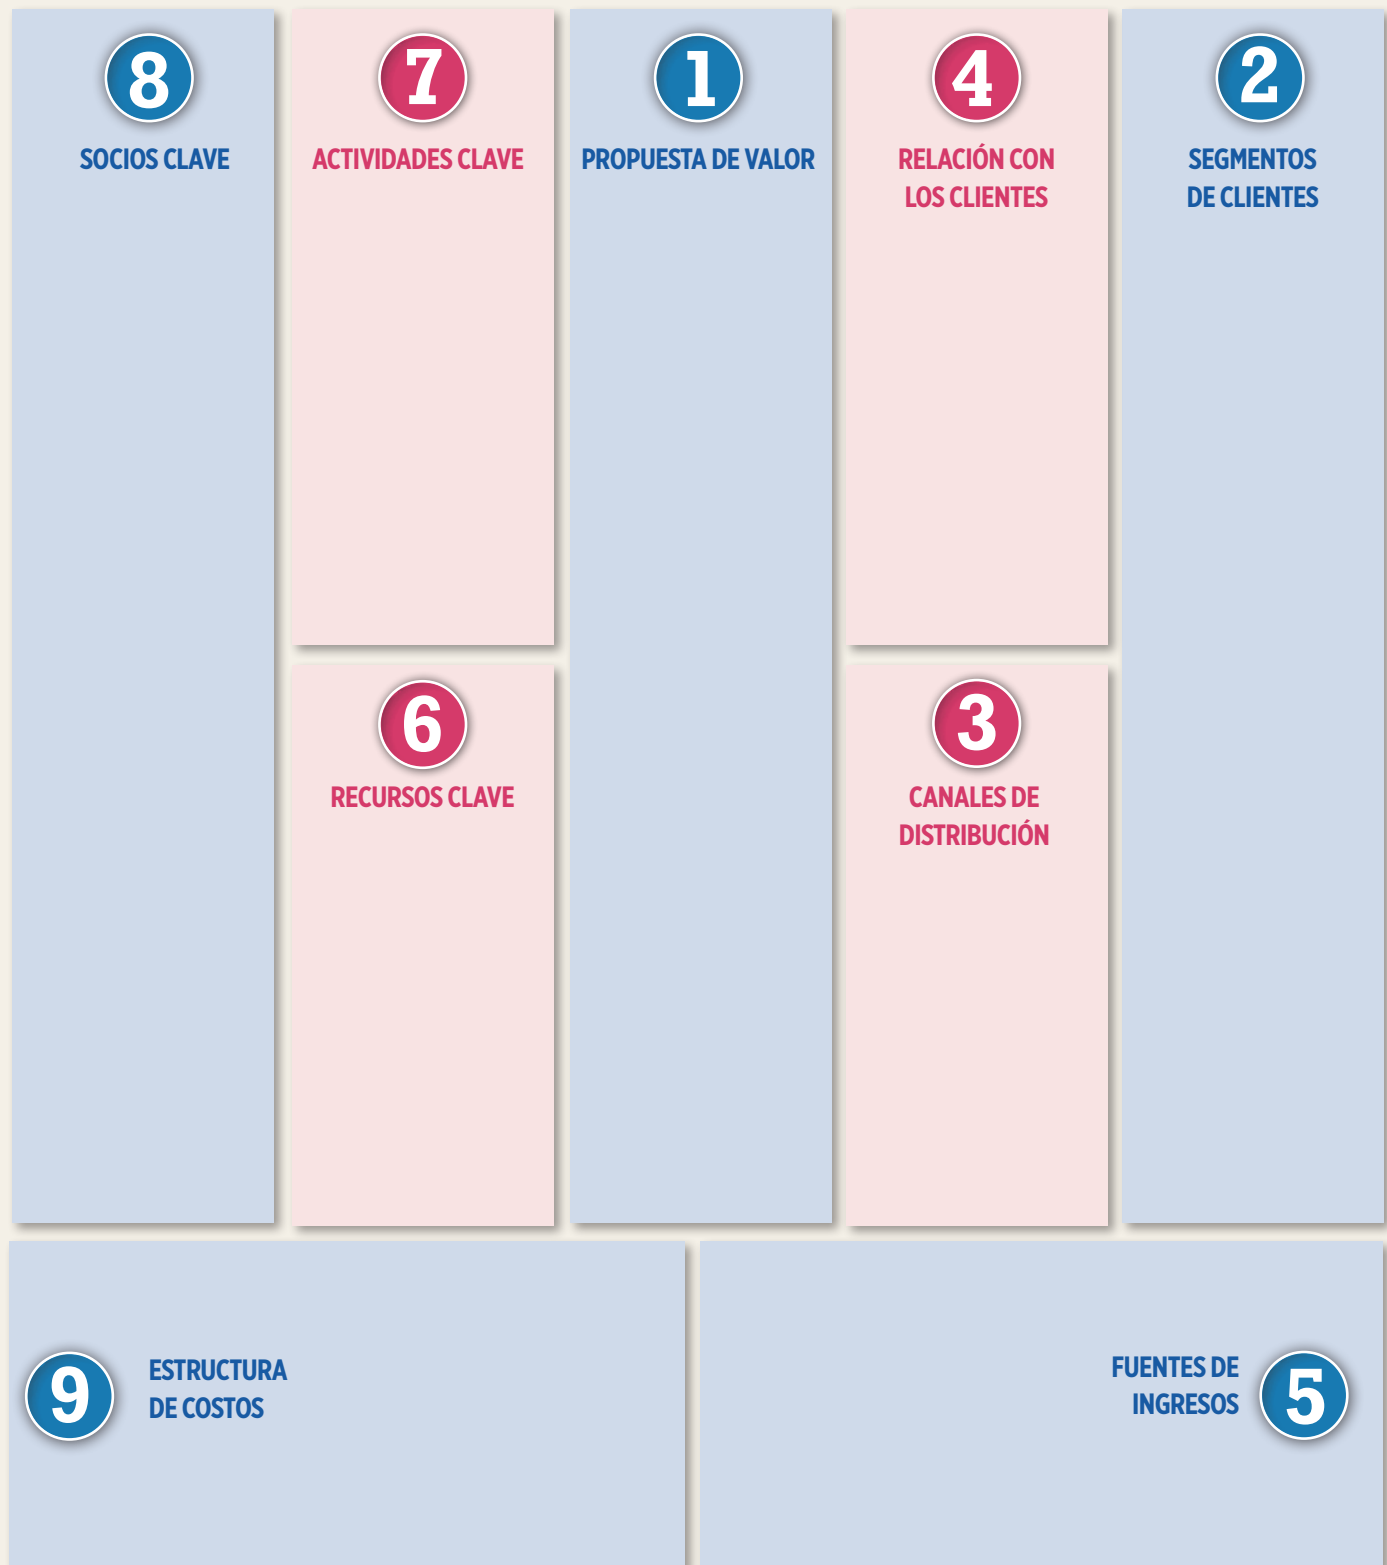 8
SOCIOS CLAVE
7
ACTIVIDADES CLAVE
1
PROPUESTA DE VALOR
4
RELACIÓN CON
LOS CLIENTES
2
SEGMENTOS
DE CLIENTES
6
RECURSOS CLAVE
3
CANALES DE
DISTRIBUCIÓN
9
ESTRUCTURA
DE COSTOS
FUENTES DE
INGRESOS
5